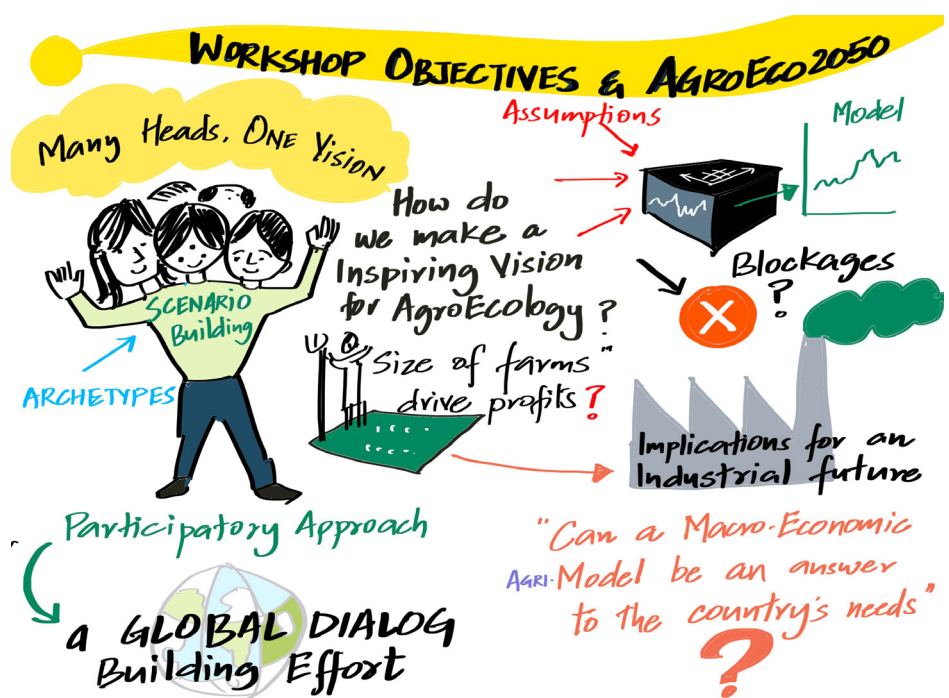 WORKSHOP OBJECTIVES & AGROECO2050
Many Heads, ONE Vision
SCENARIO
Building
ARCHETYPES
How do
we make a
Inspiring Vision
for AgroEcology ?
Size of farms"
drive profits?
Assumptions
Model
Blockages
?
Implications for an
Industrial future
Participatory Approach
a GLOBAL DIALOG
Building Effort
"Can a Macro-Economic
AGRI-Model be an answer
to the country's needs"
?